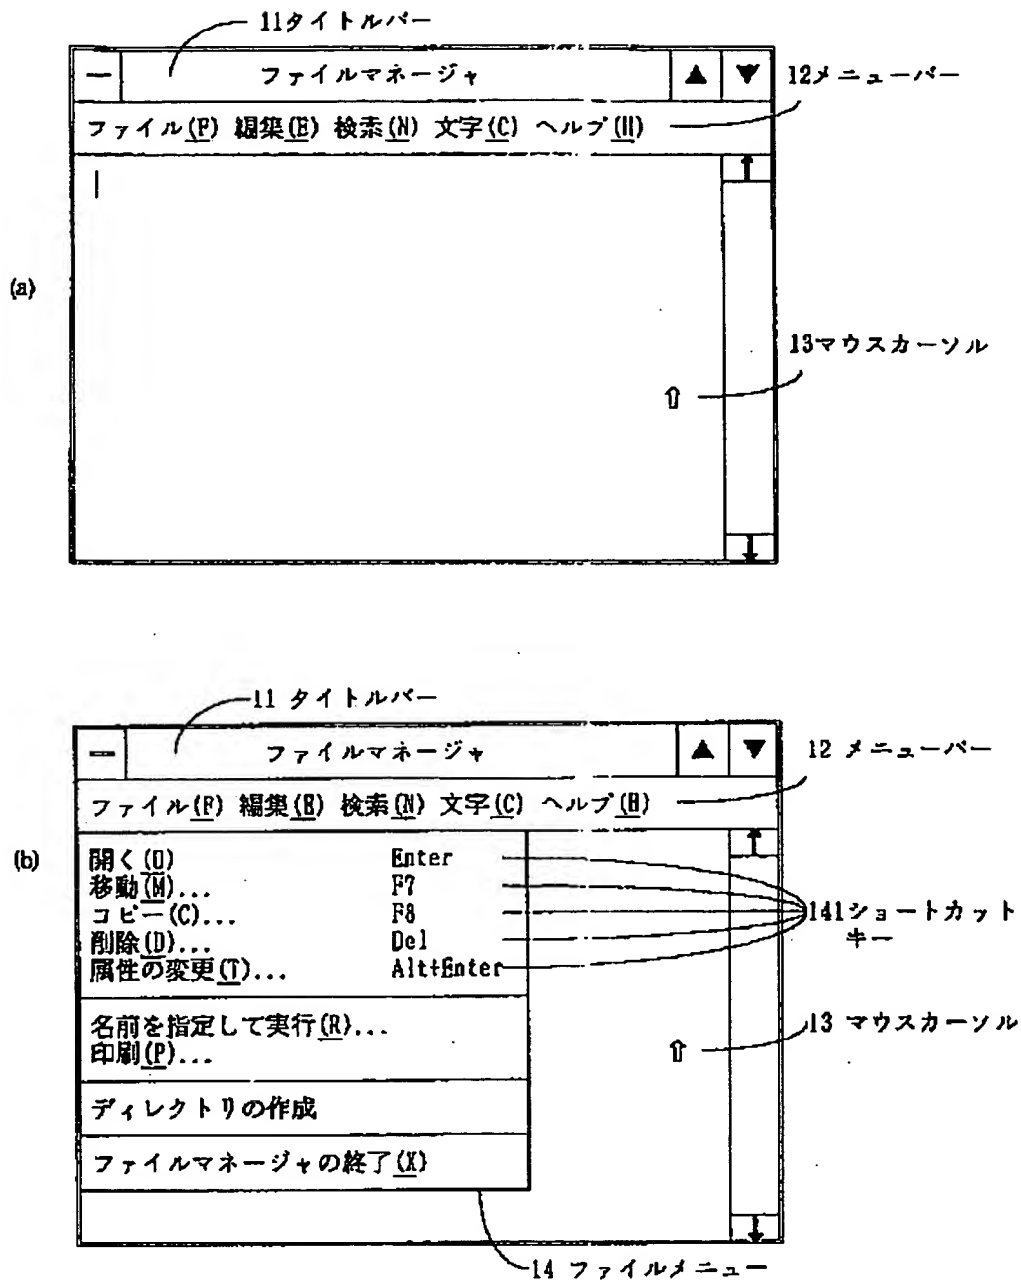 11タイトルバー
ファイルマネージャ
12メニューバー
ファイル(F) 編集(E) 検索(N) 文字(C) ヘルプ(H)
(a)
13マウスカーソル
11 タイトルバー
ファイルマネージャ
12 メニューバー
ファイル(F) 編集(E) 検索(N) 文字(C) ヘルプ(H)
(b)
開く(O) Enter
移動(M)... F7
コピー(C)... F8
削除(D)... Del
属性の変更(T)... Alt+Enter
141ショートカット
キー
名前を指定して実行(R)...
印刷(P)...
13 マウスカーソル
ディレクトリの作成
ファイルマネージャの終了(X)
14 ファイルメニュー